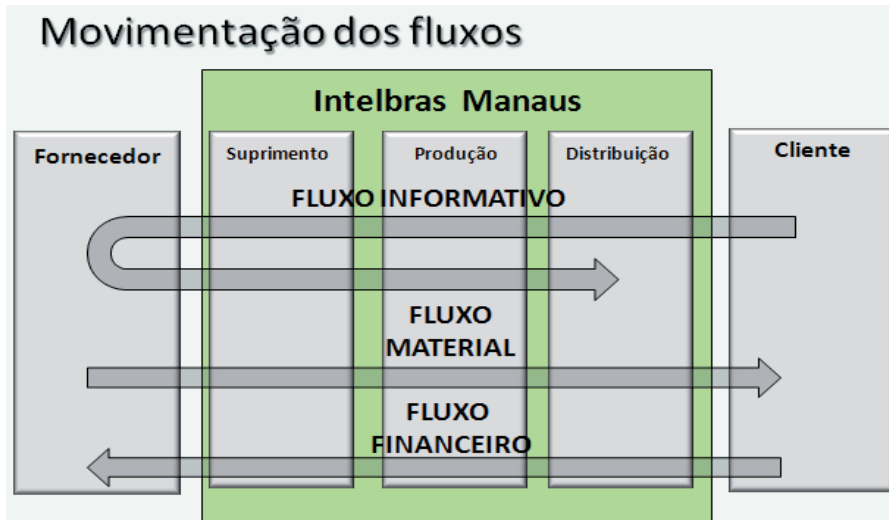 Movimentação dos fluxos
Intelbras Manaus
Fornecedor
Suprimento
Produção
Distribuição
Cliente
FLUXO INFORMATIVO
FLUXO
MATERIAL
FLUXO
FINANCEIRO